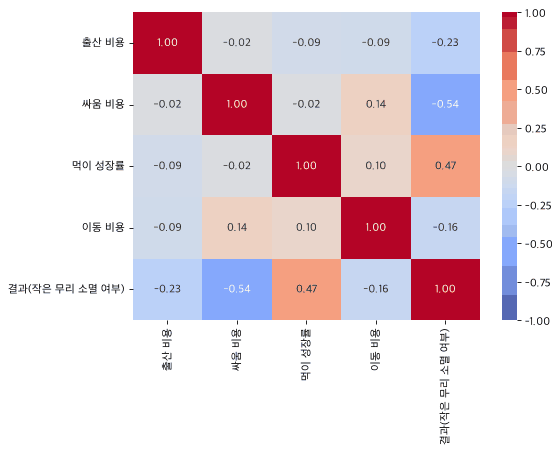 출산 비용 1.00 -0.02 -0.09 -0.09 -0.23
싸움 비용 -0.02 1.00 -0.02 0.14 -0.54
먹이 성장률 -0.09 -0.02 1.00 0.10 0.47
이동 비용 -0.09 0.14 0.10 1.00 -0.16
결과(작은 무리 소멸 여부) -0.23 -0.54 0.47 -0.16 1.00
출산 비용
싸움 비용
먹이 성장률
이동 비용
결과(작은 무리 소멸 여부)
1.00
0.75
0.50
0.25
0.00
-0.25
-0.50
-0.75
-1.00